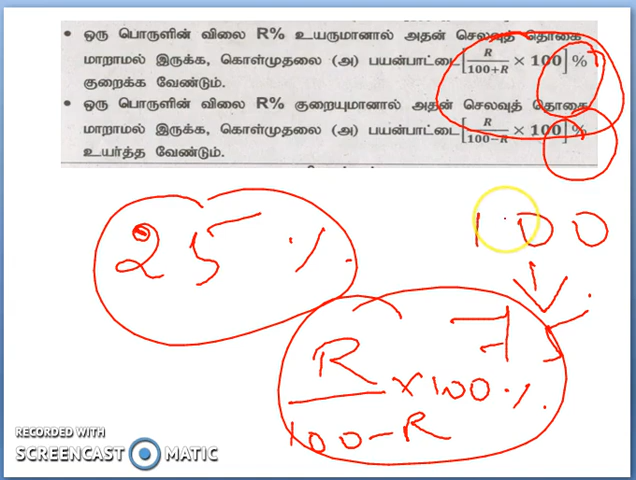 • ஒரு பொருளின் விலை R% உயருமானால் அதன் செலவுத் தொகை
மாறாமல் இருக்க, கொள்முதலை (அ) பயன்பாட்டை [R/100+R × 100] %
குறைக்க வேண்டும்.
• ஒரு பொருளின் விலை R% குறையுமானால் அதன் செலவுத் தொகை
மாறாமல் இருக்க, கொள்முதலை (அ) பயன்பாட்டை [R/100−R × 100] %
உயர்த்த வேண்டும்.
25 %
100
75
R/100−R ×100 %
RECORDED WITH
SCREENCAST MATIC